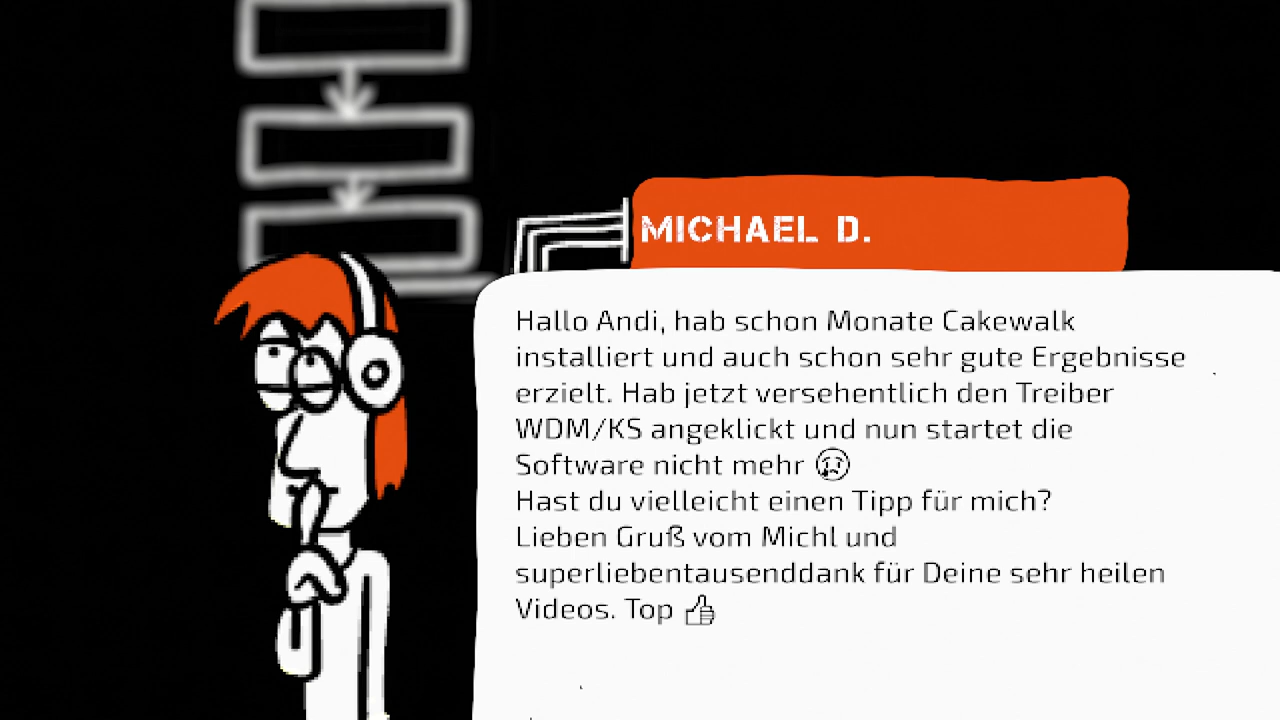 MICHAEL D.
Hallo Andi, hab schon Monate Cakewalk
installiert und auch schon sehr gute Ergebnisse
erzielt. Hab jetzt versehentlich den Treiber
WDM/KS angeklickt und nun startet die
Software nicht mehr 😢
Hast du vielleicht einen Tipp für mich?
Lieben Gruß vom Michl und
superliebentausenddank für Deine sehr heilen
Videos. Top 👍